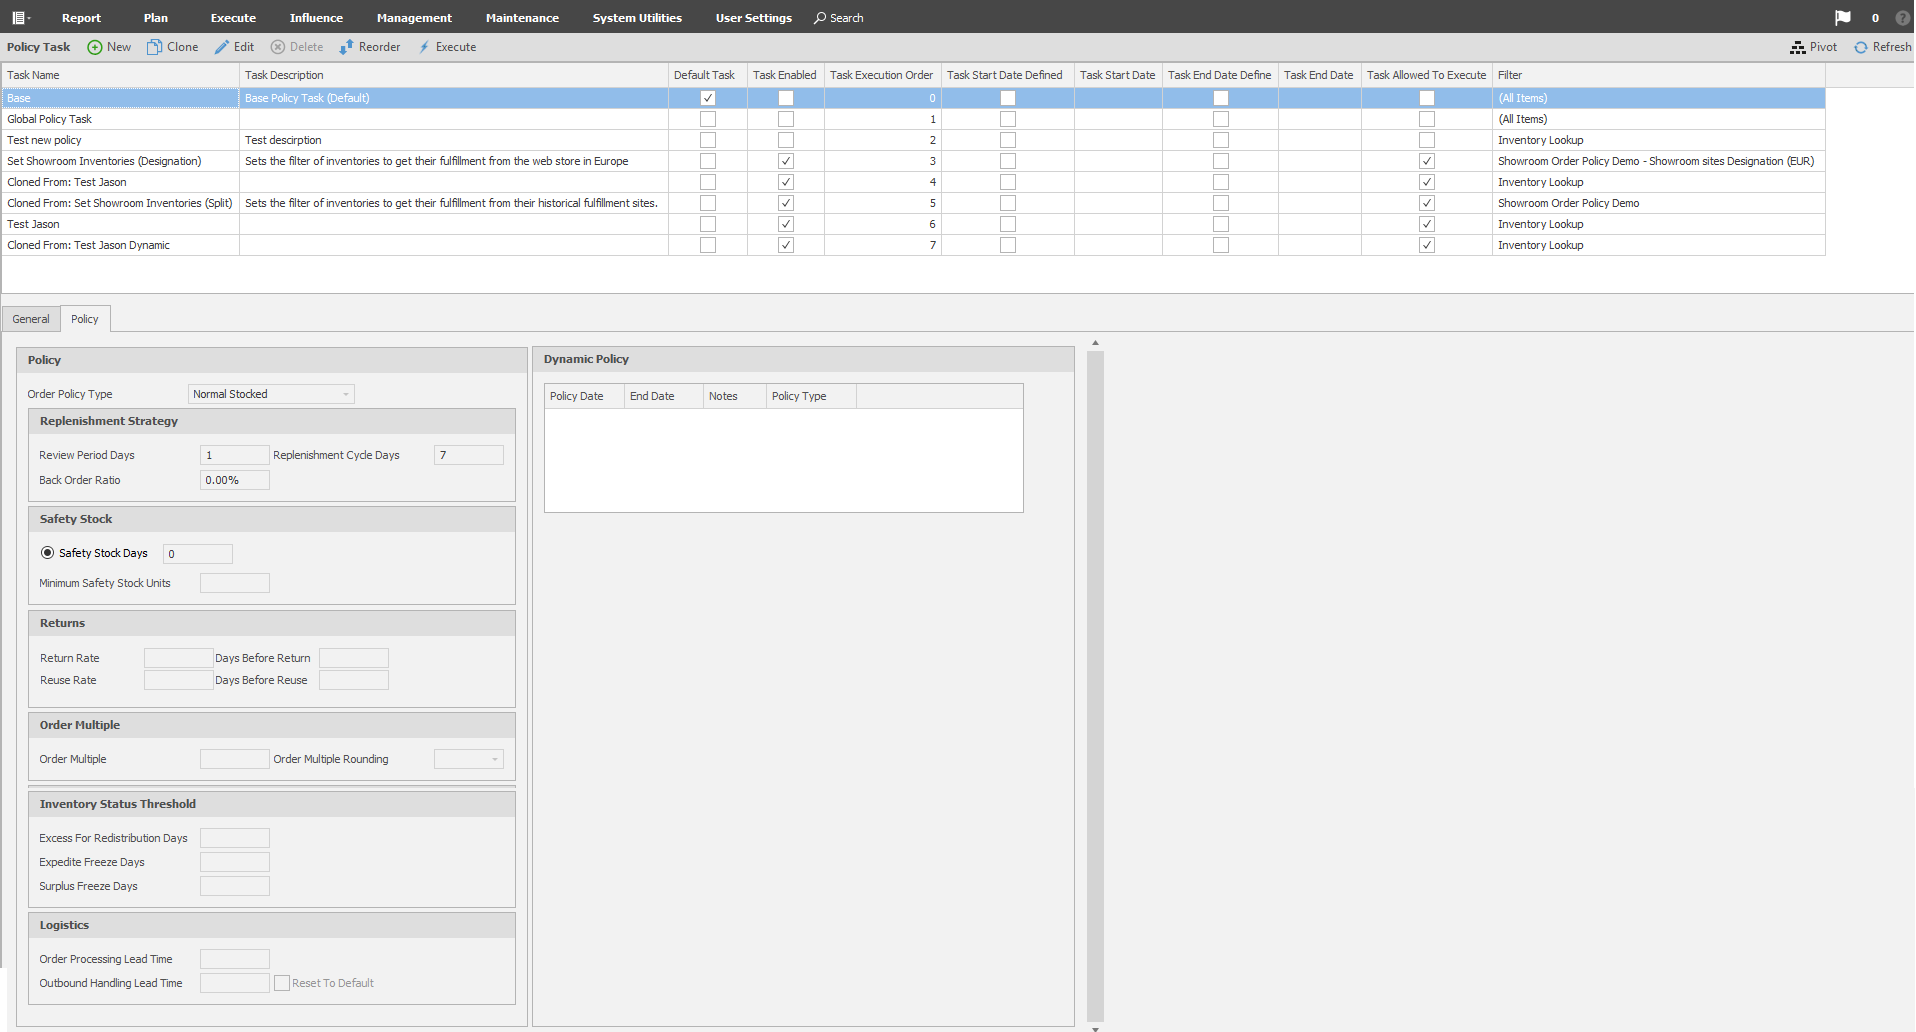 Report Plan Execute Influence Management Maintenance System Utilities User Settings Search 0 ?
Policy Task New Clone Edit Delete Reorder Execute Pivot Refresh
Task Name Task Description Default Task Task Enabled Task Execution Order Task Start Date Defined Task Start Date Task End Date Define Task End Date Task Allowed To Execute Filter
Base Base Policy Task (Default) 0 (All Items)
Global Policy Task 1 (All Items)
Test new policy Test descirption 2 Inventory Lookup
Set Showroom Inventories (Designation) Sets the filter of inventories to get their fulfillment from the web store in Europe 3 Showroom Order Policy Demo - Showroom sites Designation (EUR)
Cloned From: Test Jason 4 Inventory Lookup
Cloned From: Set Showroom Inventories (Split) Sets the filter of inventories to get their fulfillment from their historical fulfillment sites. 5 Showroom Order Policy Demo
Test Jason 6 Inventory Lookup
Cloned From: Test Jason Dynamic 7 Inventory Lookup
General Policy
Policy
Order Policy Type Normal Stocked
Replenishment Strategy
Review Period Days 1 Replenishment Cycle Days 7
Back Order Ratio 0.00%
Safety Stock
Safety Stock Days 0
Minimum Safety Stock Units
Returns
Return Rate Days Before Return
Reuse Rate Days Before Reuse
Order Multiple
Order Multiple Order Multiple Rounding
Inventory Status Threshold
Excess For Redistribution Days
Expedite Freeze Days
Surplus Freeze Days
Logistics
Order Processing Lead Time
Outbound Handling Lead Time Reset To Default
Dynamic Policy
Policy Date End Date Notes Policy Type